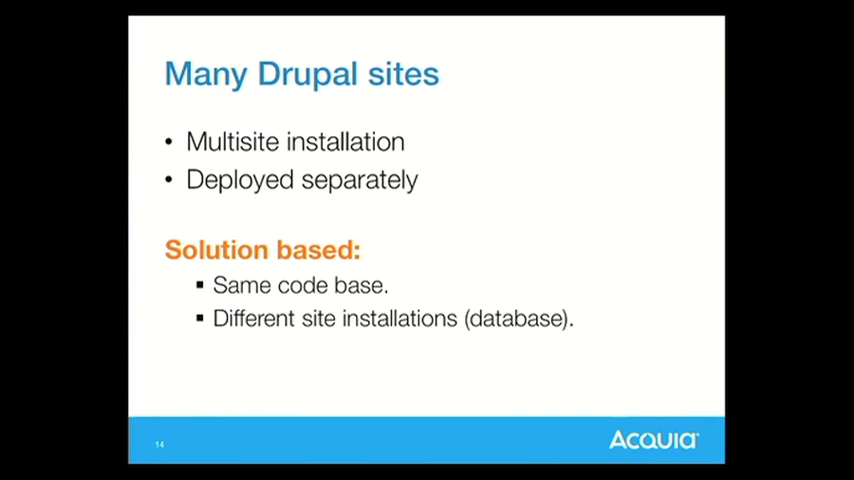 Many Drupal sites
• Multisite installation
• Deployed separately
Solution based:
▪ Same code base.
▪ Different site installations (database).
14
ACQUIA